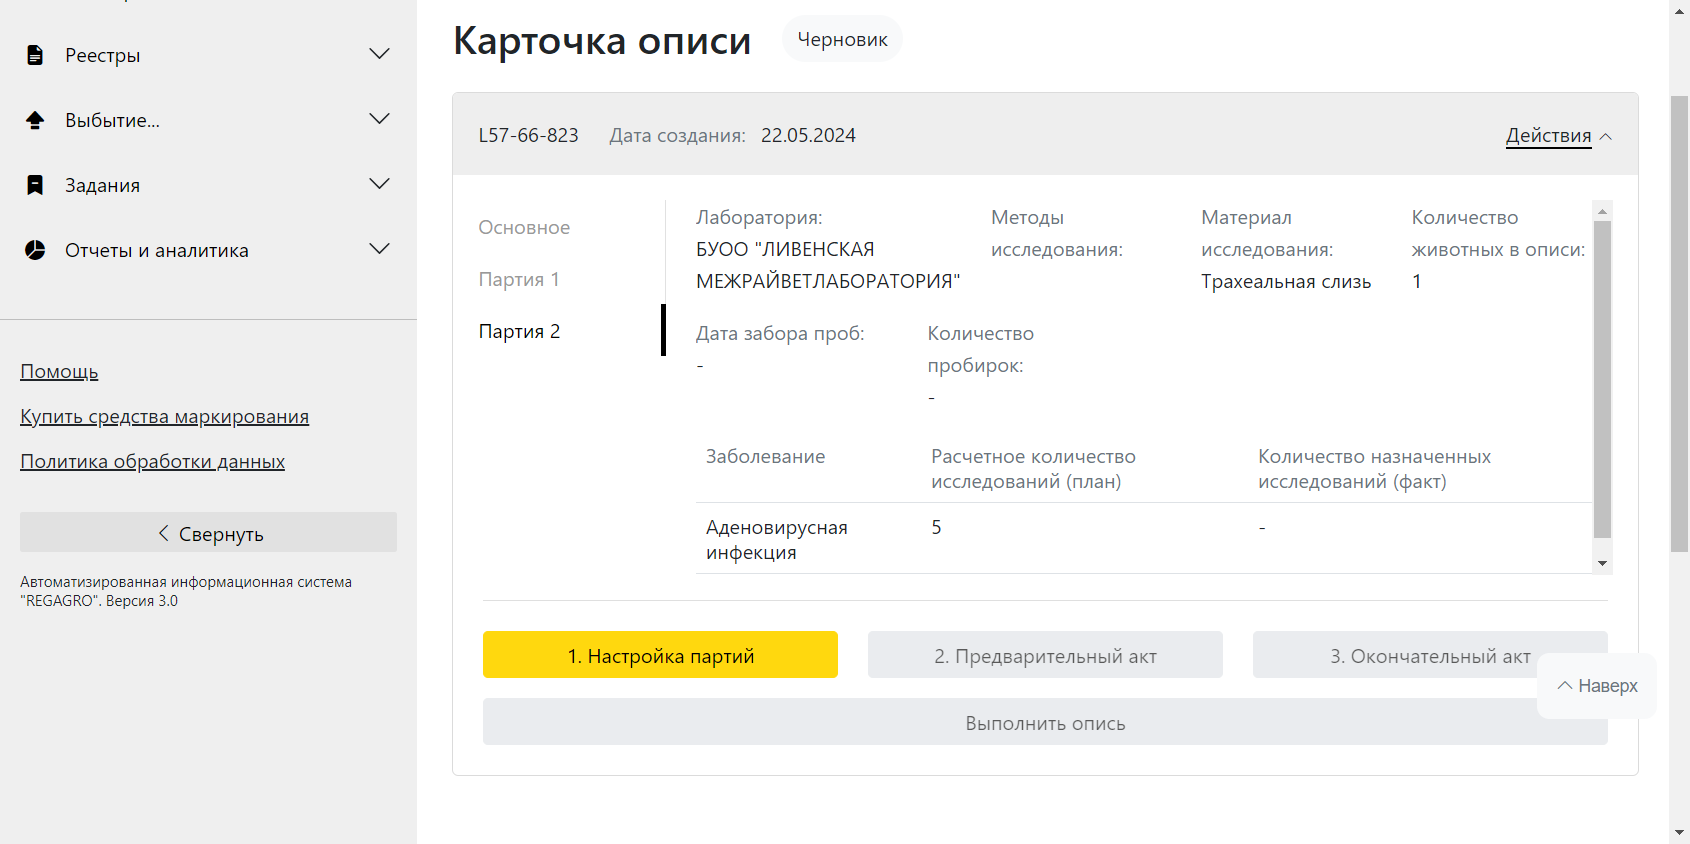 Реестры
Выбытие...
Задания
Отчеты и аналитика
Помощь
Купить средства маркирования
Политика обработки данных
Свернуть
Автоматизированная информационная система
"REGAGRO". Версия 3.0
Карточка описи
Черновик
L57-66-823 Дата создания: 22.05.2024
Действия
Основное
Партия 1
Партия 2
Лаборатория:
БУОО "ЛИВЕНСКАЯ
МЕЖРАЙВЕТЛАБОРАТОРИЯ"
Методы
исследования:
Материал
исследования:
Трахеальная слизь
Количество
животных в описи:
1
Дата забора проб:
-
Количество
пробирок:
-
Заболевание
Расчетное количество
исследований (план)
Количество назначенных
исследований (факт)
Аденовирусная
инфекция
5
-
1. Настройка партий
2. Предварительный акт
3. Окончательный акт
Наверх
Выполнить опись